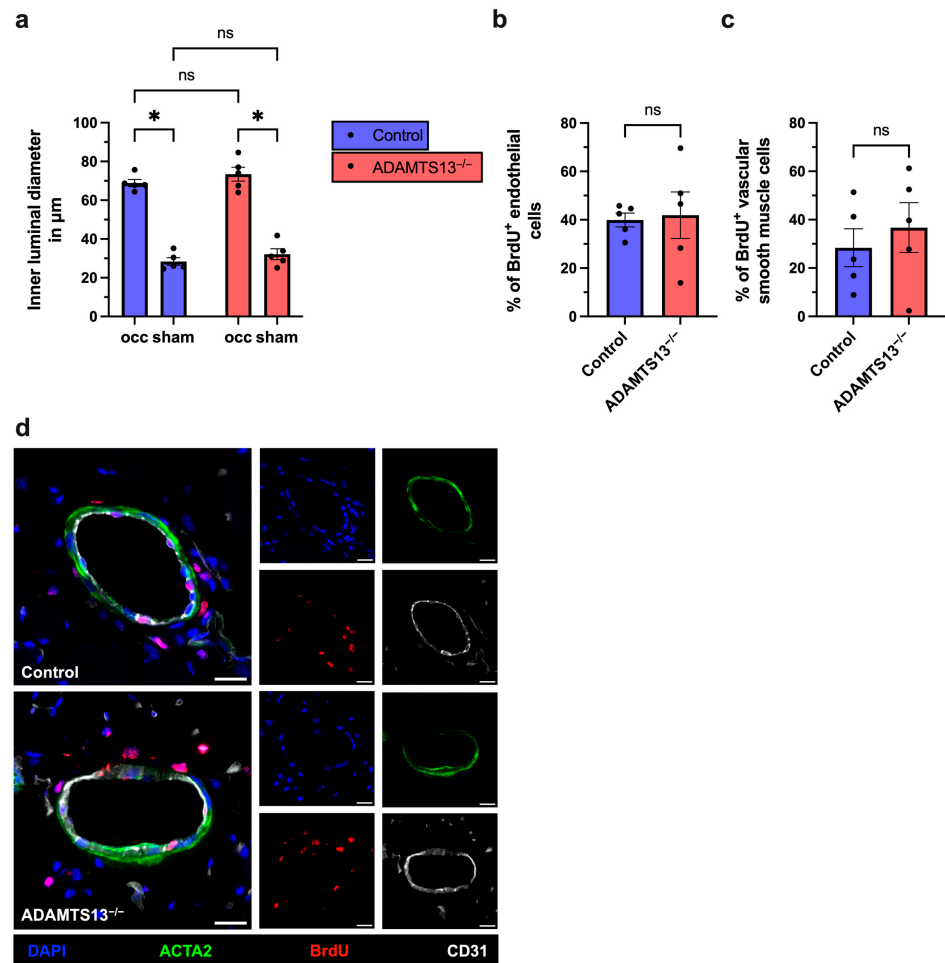 a
ns
ns
* *
Inner luminal diameter
in µm
100
80
60
40
20
0
occ sham occ sham
Control
ADAMTS13⁻/⁻
b
ns
% of BrdU⁺ endothelial
cells
80
60
40
20
0
Control
ADAMTS13⁻/⁻
c
ns
% of BrdU⁺ vascular
smooth muscle cells
80
60
40
20
0
Control
ADAMTS13⁻/⁻
d
Control
ADAMTS13⁻/⁻
DAPI ACTA2 BrdU CD31